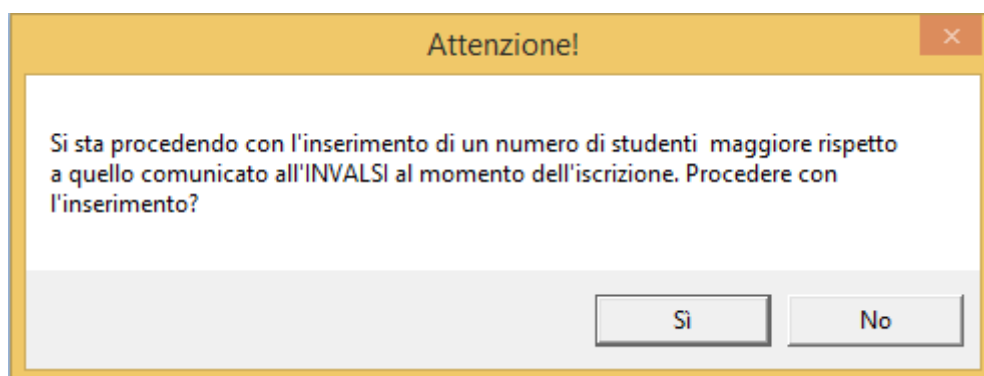 Attenzione!
Si sta procedendo con l'inserimento di un numero di studenti  maggiore rispetto
a quello comunicato all'INVALSI al momento dell'iscrizione. Procedere con
l'inserimento?
Sì
No